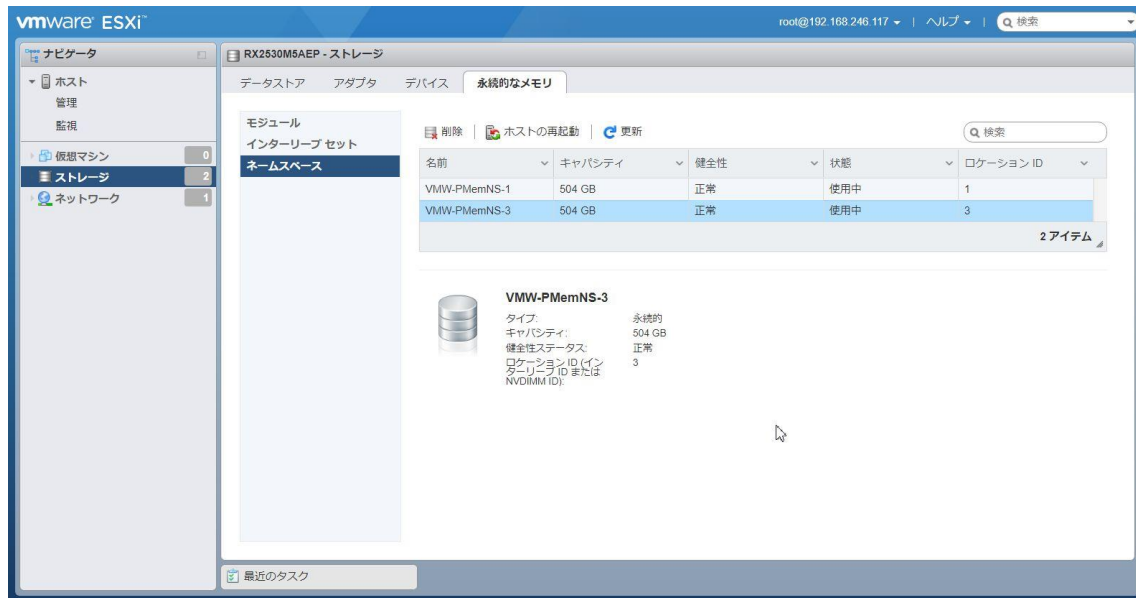 vmware ESXi™
root@192.168.246.117 | ヘルプ | 検索
ナビゲータ
ホスト
管理
監視
仮想マシン 0
ストレージ 2
ネットワーク 1
RX2530M5AEP - ストレージ
データストア アダプタ デバイス 永続的なメモリ
モジュール
インターリーブ セット
ネームスペース
削除 | ホストの再起動 | 更新
検索
名前 キャパシティ 健全性 状態 ロケーション ID
VMW-PMemNS-1 504 GB 正常 使用中 1
VMW-PMemNS-3 504 GB 正常 使用中 3
2 アイテム
VMW-PMemNS-3
タイプ: 永続的
キャパシティ: 504 GB
健全性ステータス: 正常
ロケーション ID (イン 3
ターリーブ ID または
NVDIMM ID):
最近のタスク